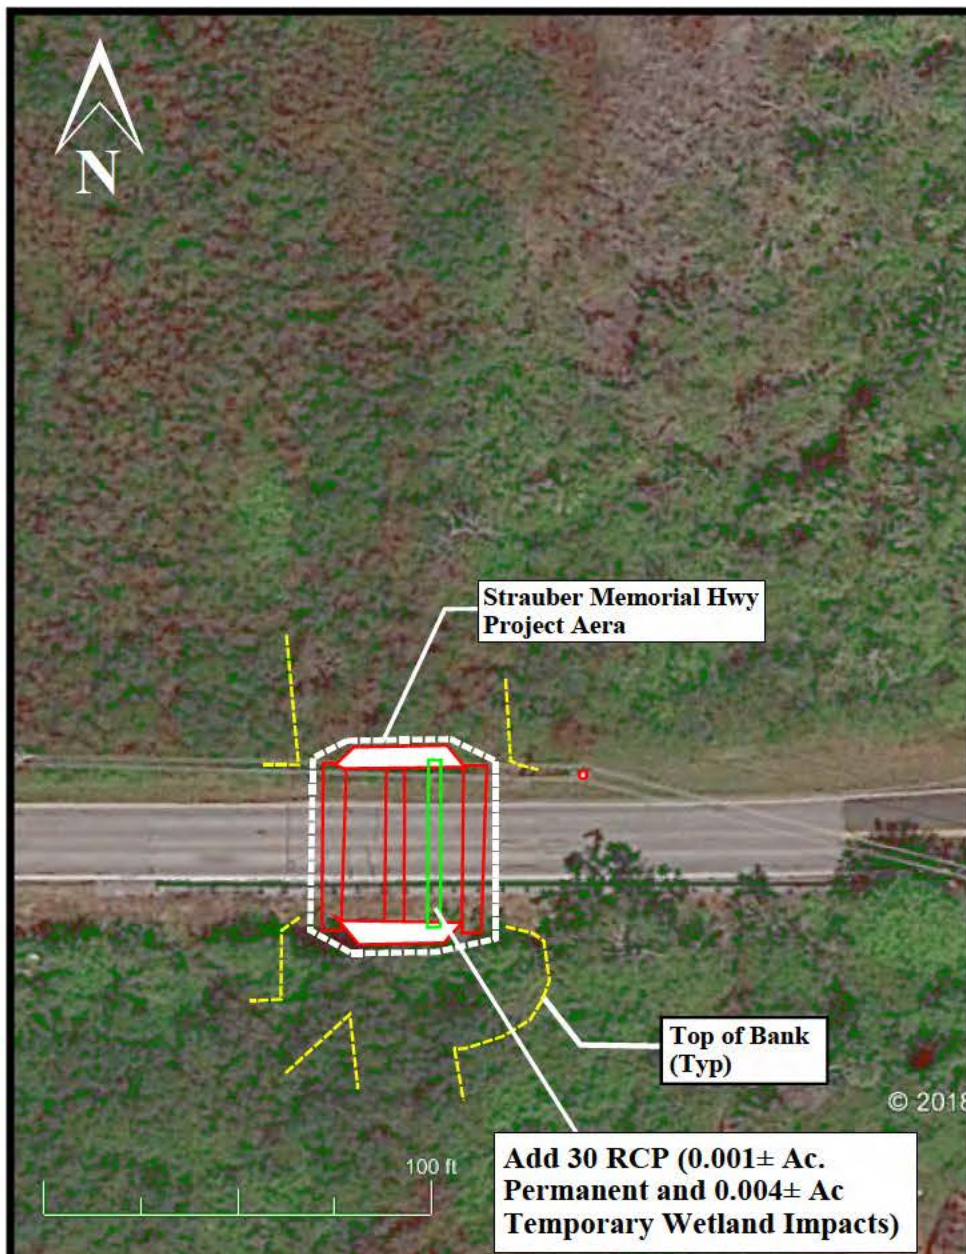 N
Strauber Memorial Hwy
Project Aera
Top of Bank
(Typ)
© 2018
100 ft
Add 30 RCP (0.001± Ac.
Permanent and 0.004± Ac
Temporary Wetland Impacts)